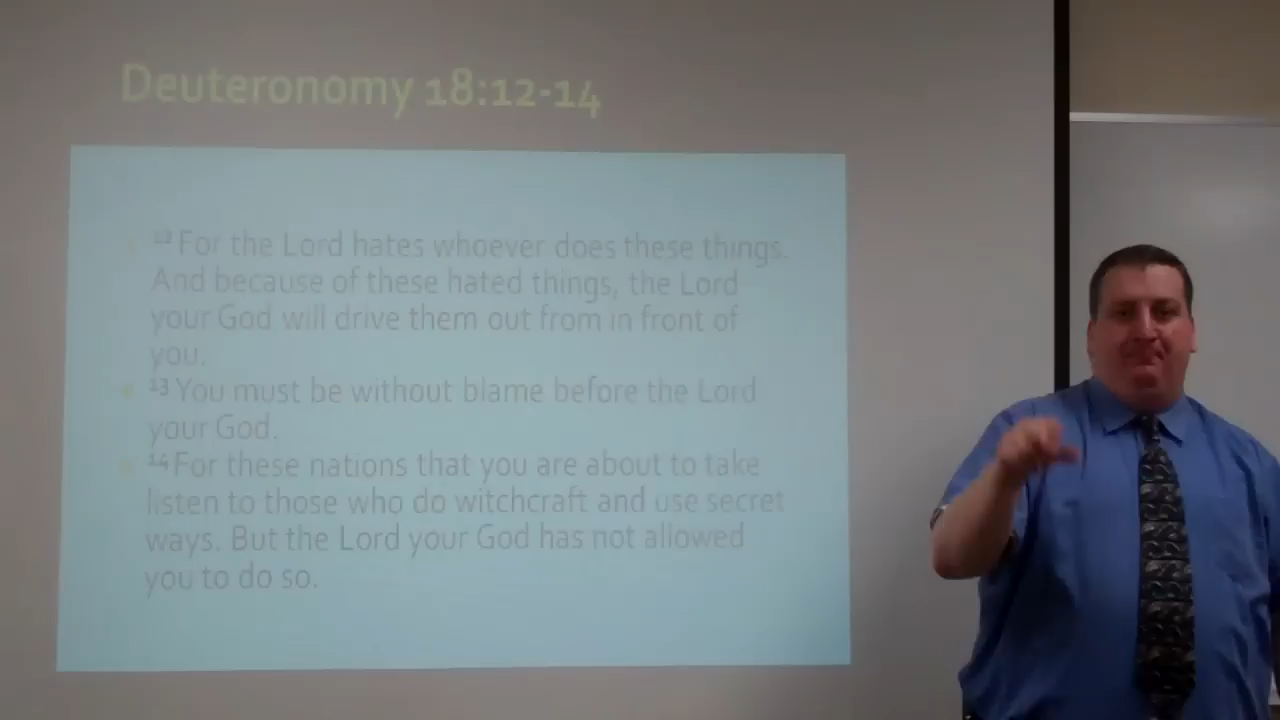 Deuteronomy 18:12-14
12 For the Lord hates whoever does these things.
And because of these hated things, the Lord
your God will drive them out from in front of
you.
13 You must be without blame before the Lord
your God.
14 For these nations that you are about to take
listen to those who do witchcraft and use secret
ways. But the Lord your God has not allowed
you to do so.